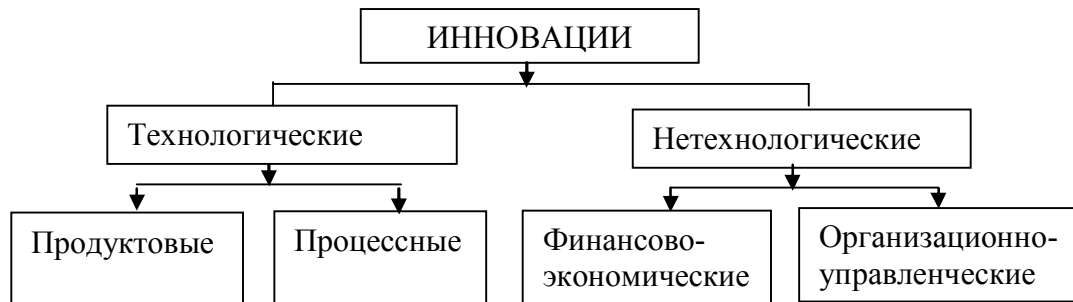 ИННОВАЦИИ
Технологические
Нетехнологические
Продуктовые
Процессные
Финансово-
экономические
Организационно-
управленческие